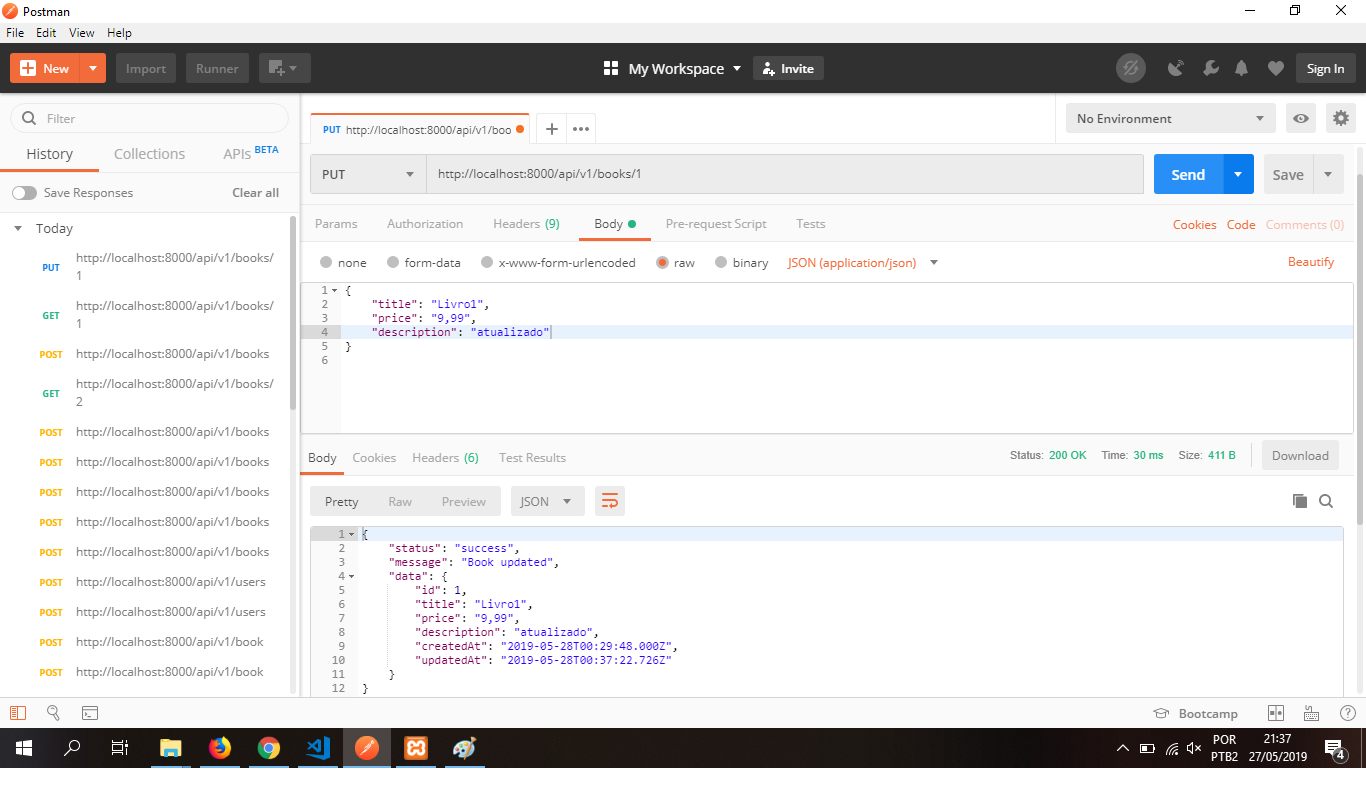 Postman
File Edit View Help
New Import Runner My Workspace Invite Sign In
Filter
History Collections APIs BETA
Save Responses Clear all
Today
PUT http://localhost:8000/api/v1/books/
1
GET http://localhost:8000/api/v1/books/
1
POST http://localhost:8000/api/v1/books
GET http://localhost:8000/api/v1/books/
2
POST http://localhost:8000/api/v1/books
POST http://localhost:8000/api/v1/books
POST http://localhost:8000/api/v1/books
POST http://localhost:8000/api/v1/books
POST http://localhost:8000/api/v1/books
POST http://localhost:8000/api/v1/users
POST http://localhost:8000/api/v1/users
POST http://localhost:8000/api/v1/book
POST http://localhost:8000/api/v1/book
PUT http://localhost:8000/api/v1/boo No Environment
PUT http://localhost:8000/api/v1/books/1 Send Save
Params Authorization Headers (9) Body Pre-request Script Tests Cookies Code Comments (0)
none form-data x-www-form-urlencoded raw binary JSON (application/json) Beautify
1 {
2 "title": "Livro1",
3 "price": "9,99",
4 "description": "atualizado"
5 }
6
Body Cookies Headers (6) Test Results Status: 200 OK Time: 30 ms Size: 411 B Download
Pretty Raw Preview JSON
1 {
2 "status": "success",
3 "message": "Book updated",
4 "data": {
5 "id": 1,
6 "title": "Livro1",
7 "price": "9,99",
8 "description": "atualizado",
9 "createdAt": "2019-05-28T00:29:48.000Z",
10 "updatedAt": "2019-05-28T00:37:22.726Z"
11 }
12 }
Bootcamp
POR 21:37
PTB2 27/05/2019 4